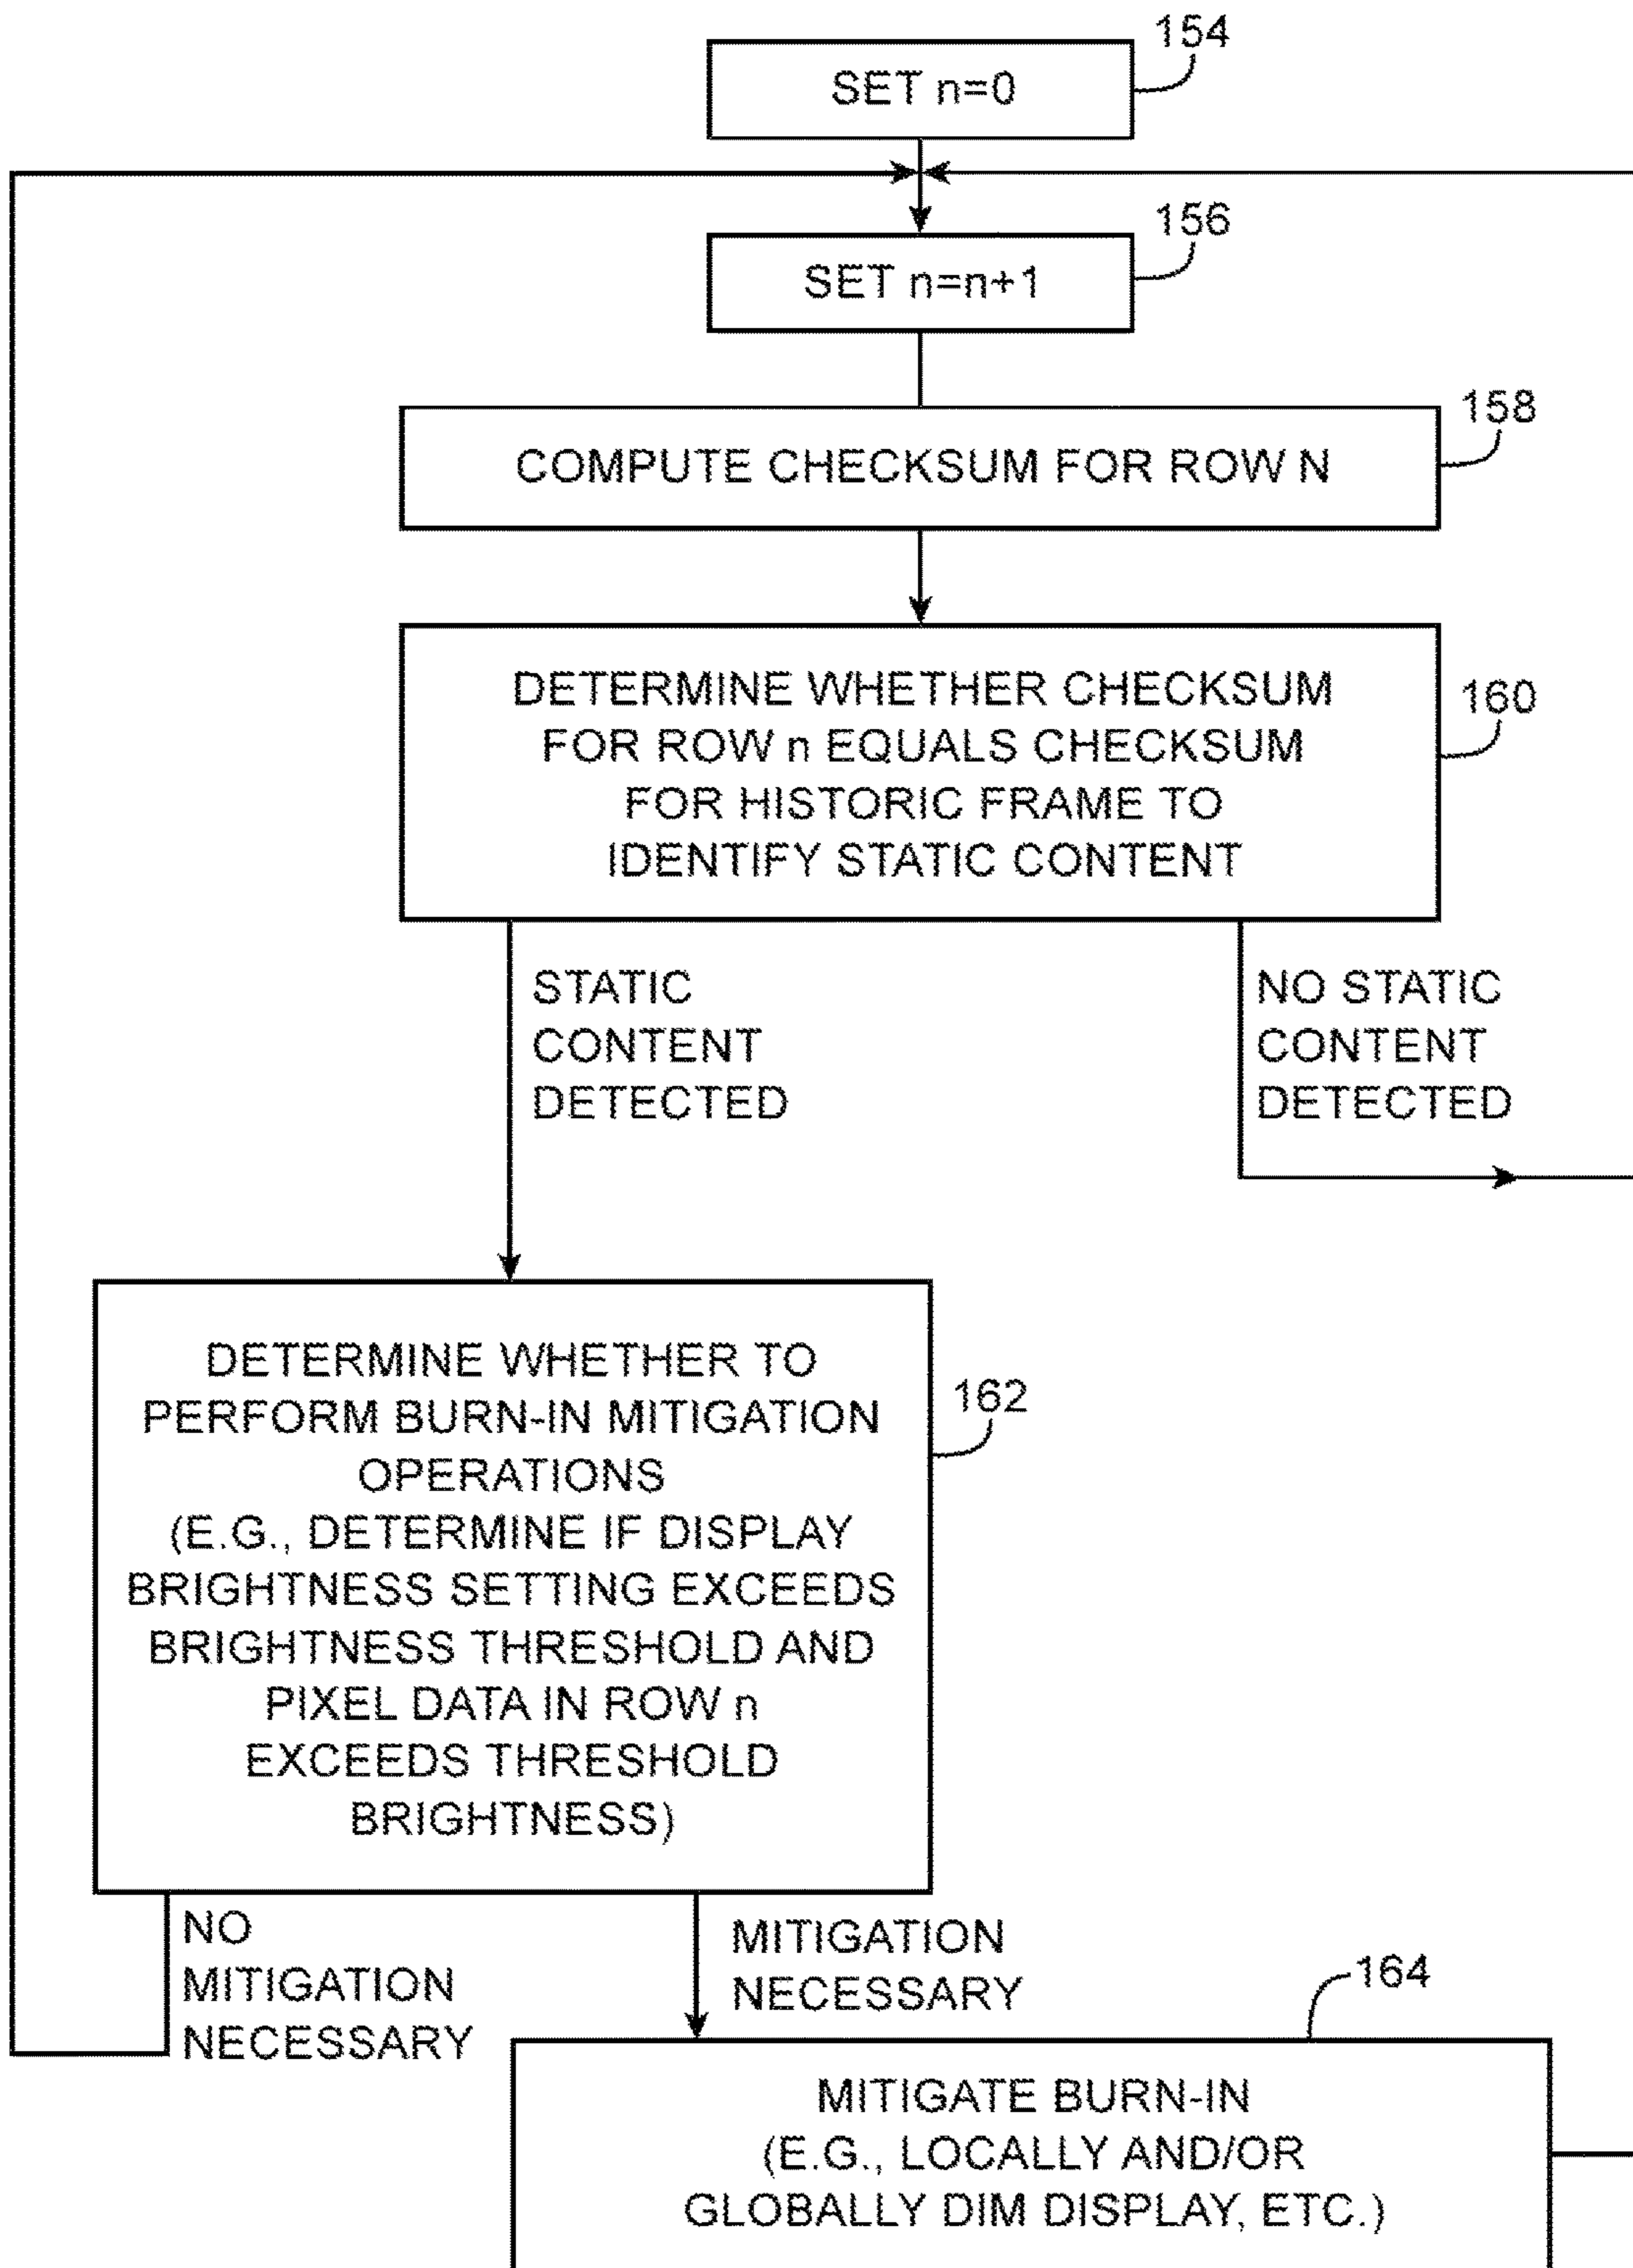 154
SET n=0
156
SET n=n+1
158
COMPUTE CHECKSUM FOR ROW N
160
DETERMINE WHETHER CHECKSUM
FOR ROW n EQUALS CHECKSUM
FOR HISTORIC FRAME TO
IDENTIFY STATIC CONTENT
STATIC
CONTENT
DETECTED
NO STATIC
CONTENT
DETECTED
162
DETERMINE WHETHER TO
PERFORM BURN-IN MITIGATION
OPERATIONS
(E.G., DETERMINE IF DISPLAY
BRIGHTNESS SETTING EXCEEDS
BRIGHTNESS THRESHOLD AND
PIXEL DATA IN ROW n
EXCEEDS THRESHOLD
BRIGHTNESS)
NO
MITIGATION
NECESSARY
MITIGATION
NECESSARY
164
MITIGATE BURN-IN
(E.G., LOCALLY AND/OR
GLOBALLY DIM DISPLAY, ETC.)